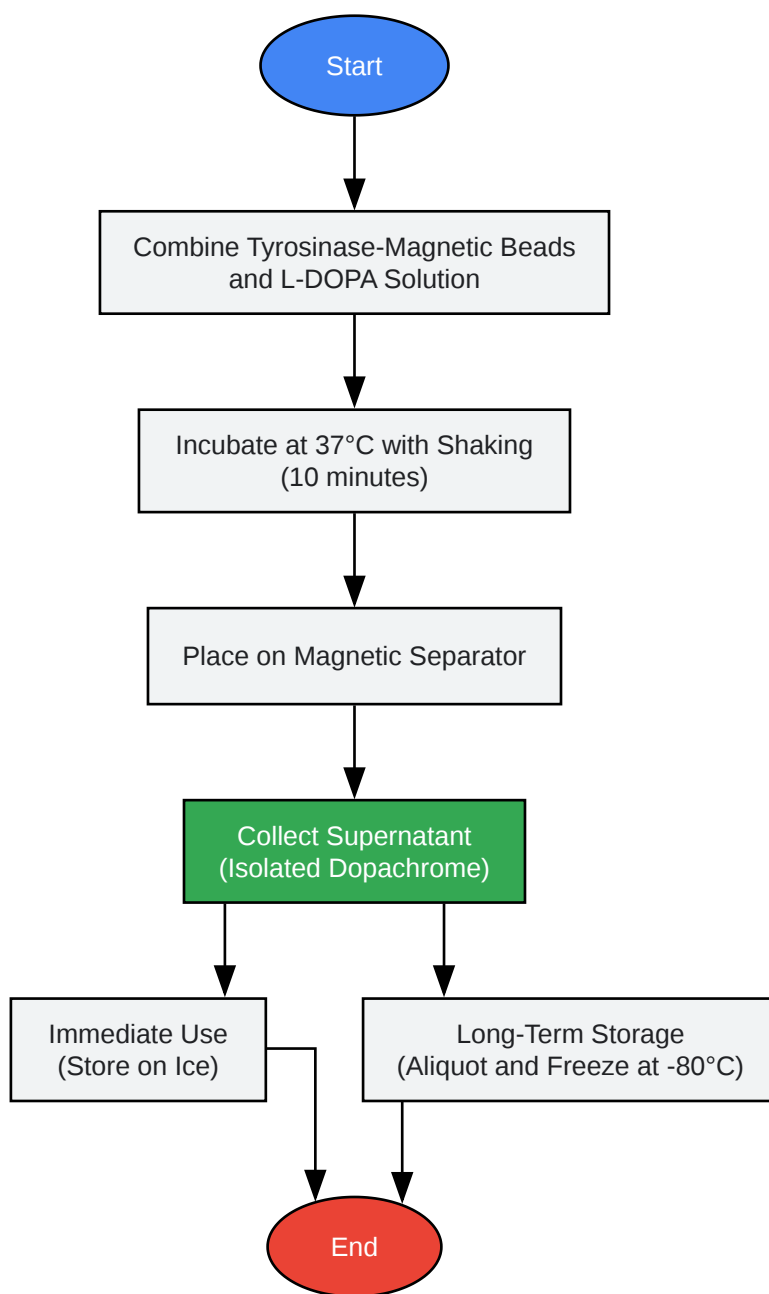 Start
Combine Tyrosinase-Magnetic Beads
and L-DOPA Solution
Incubate at 37°C with Shaking
(10 minutes)
Place on Magnetic Separator
Collect Supernatant
(Isolated Dopachrome)
Immediate Use
(Store on Ice)
Long-Term Storage
(Aliquot and Freeze at -80°C)
End